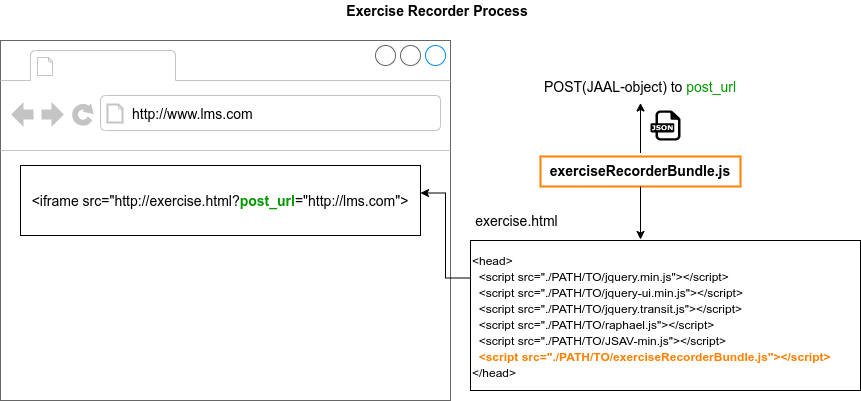 Exercise Recorder Process
http://www.lms.com
<iframe src="http://exercise.html?post_url="http://lms.com">
POST(JAAL-object) to post_url
JSON
exerciseRecorderBundle.js
exercise.html
<head>
<script src="./PATH/TO/jquery.min.js"></script>
<script src="./PATH/TO/jquery-ui.min.js"></script>
<script src="./PATH/TO/jquery.transit.js"></script>
<script src="./PATH/TO/raphael.js"></script>
<script src="./PATH/TO/JSAV-min.js"></script>
<script src="./PATH/TO/exerciseRecorderBundle.js"></script>
</head>